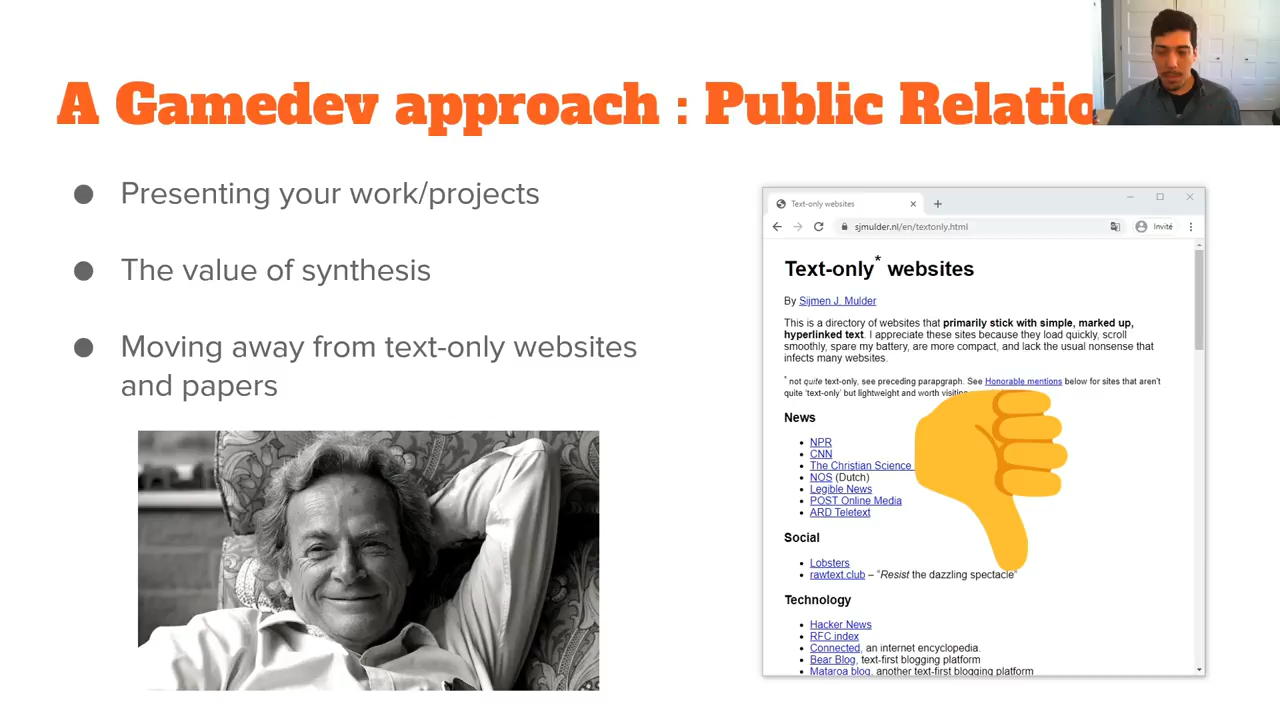 A Gamedev approach : Public Relatio
● Presenting your work/projects
● The value of synthesis
● Moving away from text-only websites
and papers
Text-only websites
sjmulder.nl/en/textonly.html
Invité
Text-only* websites
By Sijmen J. Mulder
This is a directory of websites that primarily stick with simple, marked up,
hyperlinked text. I appreciate these sites because they load quickly, scroll
smoothly, spare my battery, are more compact, and lack the usual nonsense that
infects many websites.
* not quite text-only, see preceding parapgraph. See Honorable mentions below for sites that aren't
quite 'text-only' but lightweight and worth visiting
News
• NPR
• CNN
• The Christian Science
• NOS (Dutch)
• Legible News
• POST Online Media
• ARD Teletext
Social
• Lobsters
• rawtext.club – “Resist the dazzling spectacle”
Technology
• Hacker News
• RFC index
• Connected, an internet encyclopedia.
• Bear Blog, text-first blogging platform
• Mataroa blog, another text-first blogging platform